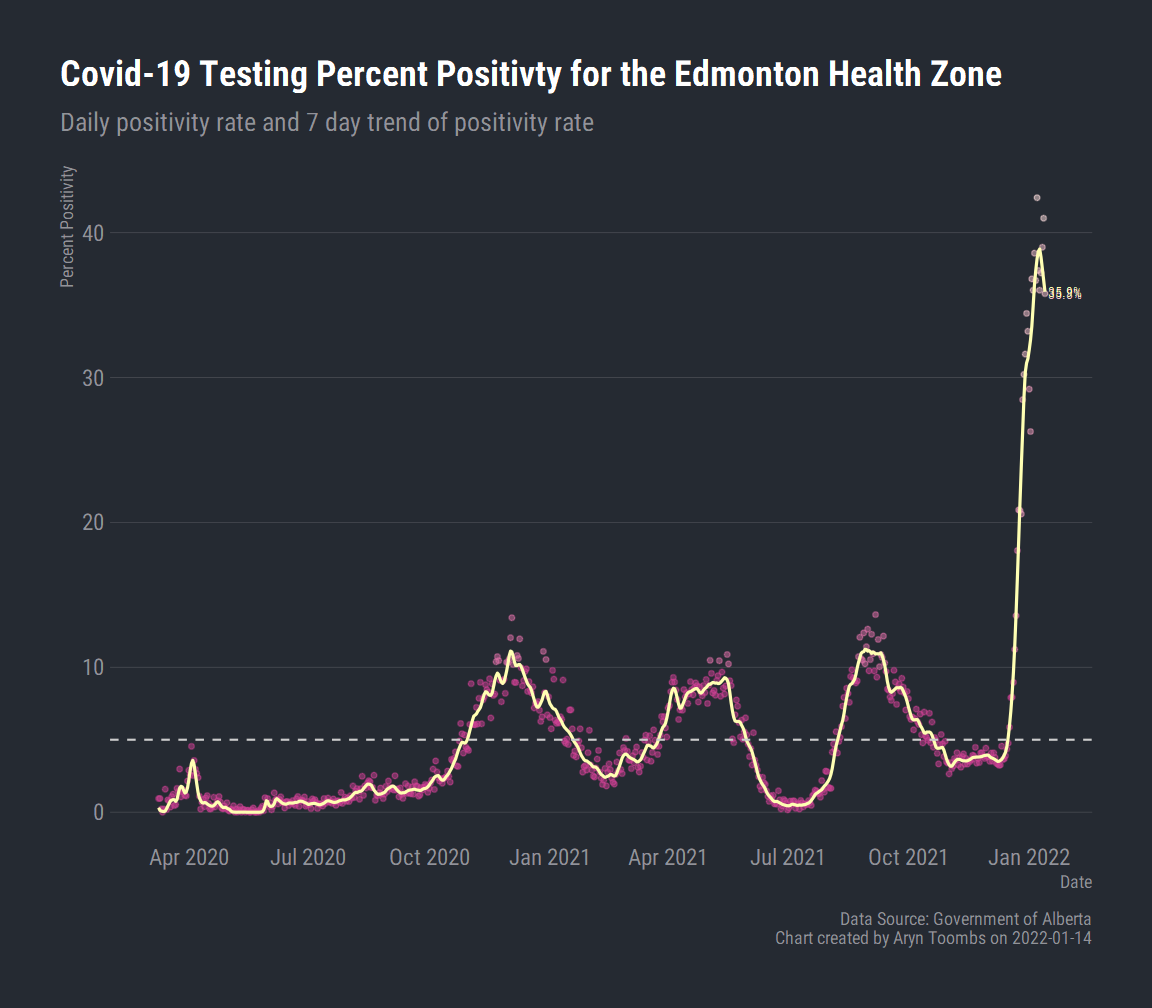 Covid-19 Testing Percent Positivty for the Edmonton Health Zone
Daily positivity rate and 7 day trend of positivity rate
Percent Positivity
40
30
20
10
0
Apr 2020 Jul 2020 Oct 2020 Jan 2021 Apr 2021 Jul 2021 Oct 2021 Jan 2022
Date
Data Source: Government of Alberta
Chart created by Aryn Toombs on 2022-01-14